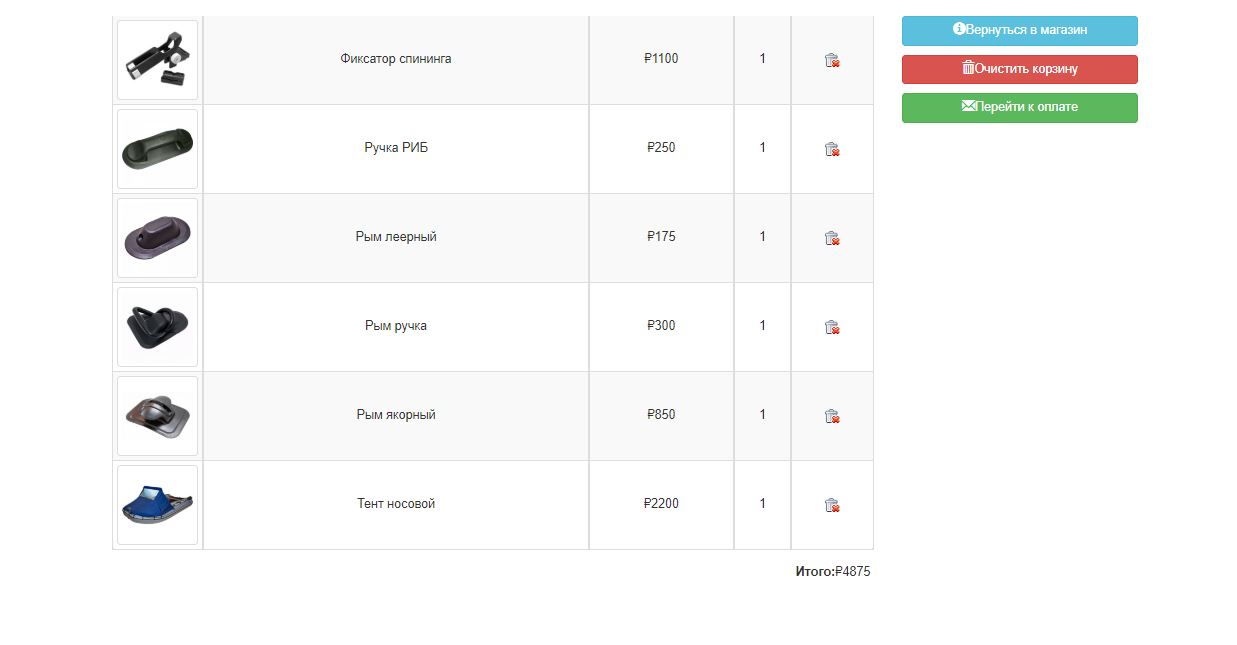 Фиксатор спининга ₽1100 1
Ручка РИБ ₽250 1
Рым леерный ₽175 1
Рым ручка ₽300 1
Рым якорный ₽850 1
Тент носовой ₽2200 1
Итого:₽4875
Вернуться в магазин
Очистить корзину
Перейти к оплате